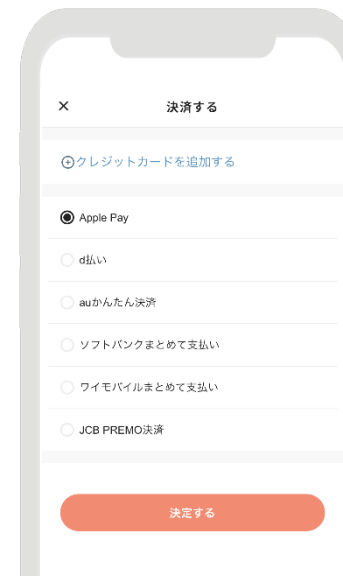 × 決済する
クレジットカードを追加する
Apple Pay
d払い
auかんたん決済
ソフトバンクまとめて支払い
ワイモバイルまとめて支払い
JCB PREMO決済
決定する